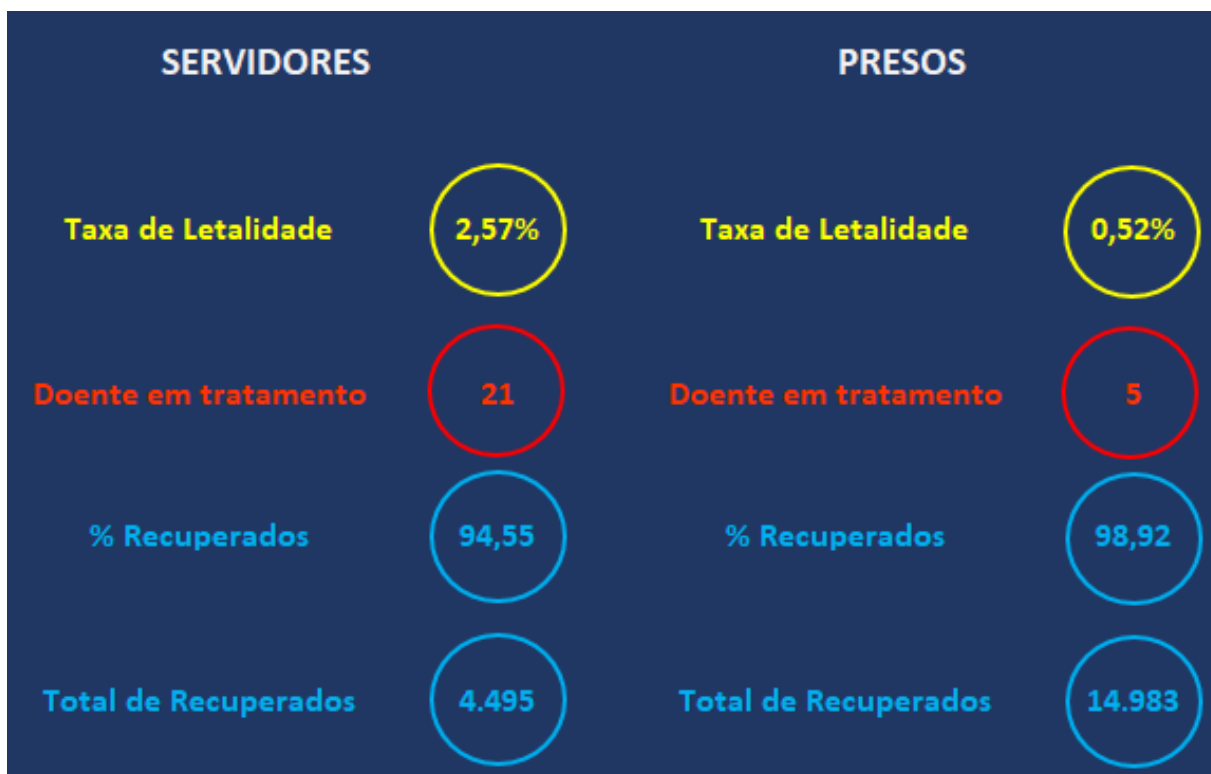 SERVIDORES
PRESOS
Taxa de Letalidade 2,57%
Taxa de Letalidade 0,52%
Doente em tratamento 21
Doente em tratamento 5
% Recuperados 94,55
% Recuperados 98,92
Total de Recuperados 4.495
Total de Recuperados 14.983